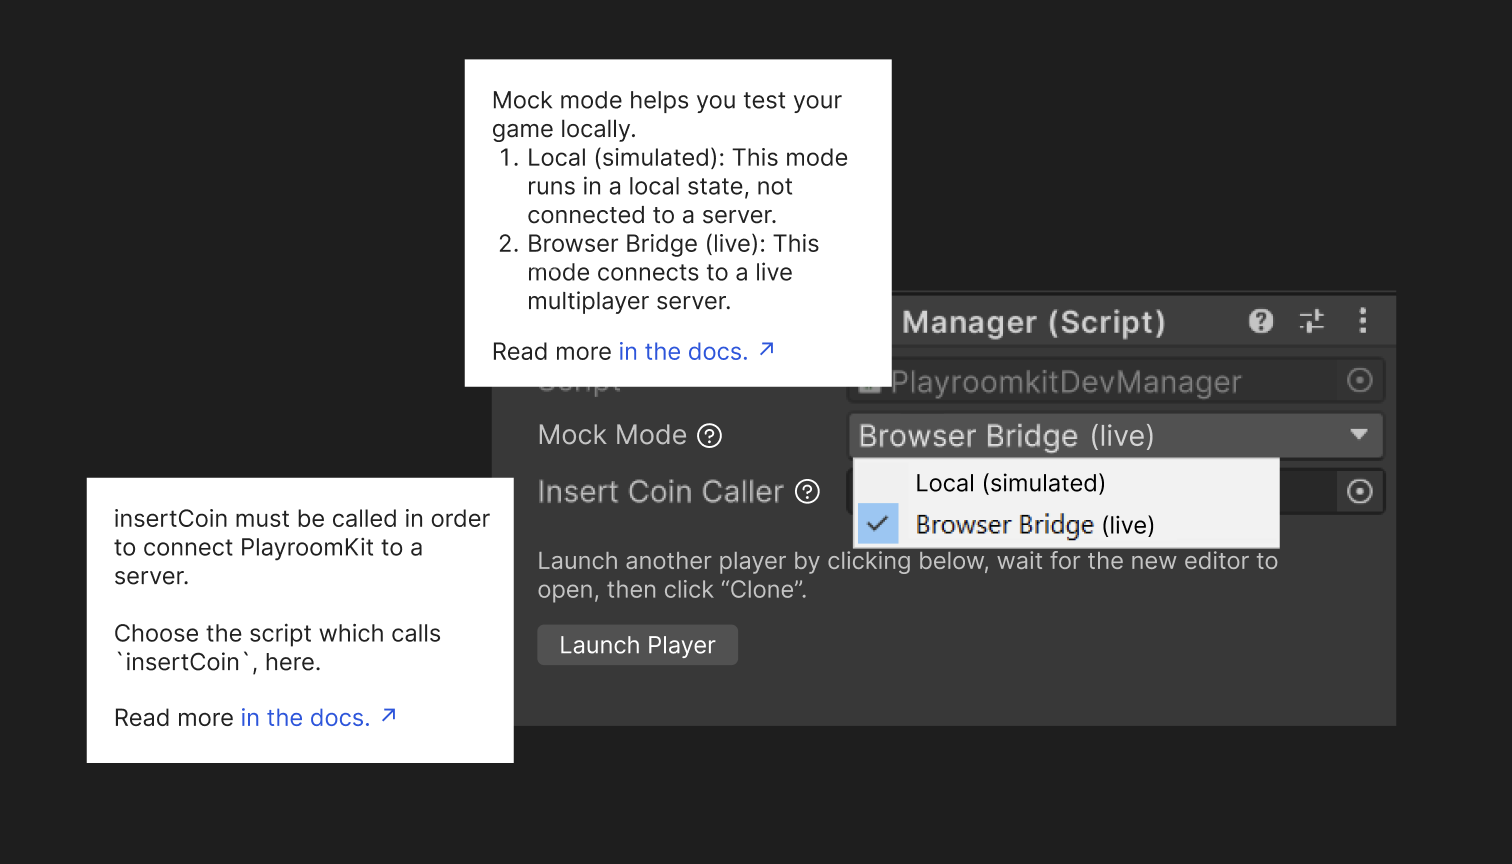 Mock mode helps you test your
game locally.
1. Local (simulated): This mode
runs in a local state, not
connected to a server.
2. Browser Bridge (live): This
mode connects to a live
multiplayer server.
Read more in the docs. ↗
Manager (Script)
Script
PlayroomkitDevManager
Mock Mode
Browser Bridge (live)
Insert Coin Caller
Local (simulated)
Browser Bridge (live)
Launch another player by clicking below, wait for the new editor to
open, then click “Clone”.
Launch Player
insertCoin must be called in order
to connect PlayroomKit to a
server.
Choose the script which calls
`insertCoin`, here.
Read more in the docs. ↗